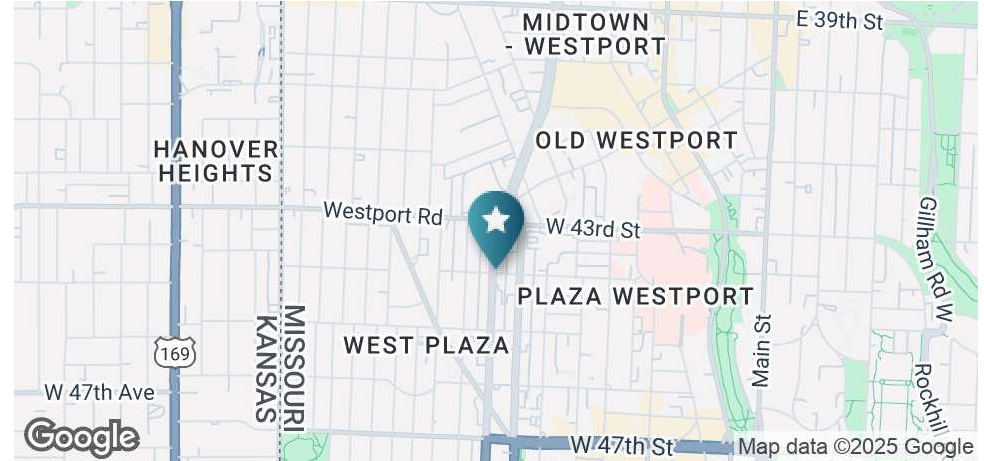 MIDTOWN
- WESTPORT
E 39th St
OLD WESTPORT
HANOVER
HEIGHTS
Westport Rd
W 43rd St
Gillham Rd W
PLAZA WESTPORT
MISSOURI
KANSAS
WEST PLAZA
169
Main St
W 47th Ave
Rockhill
Google
W 47th St
Map data ©2025 Google